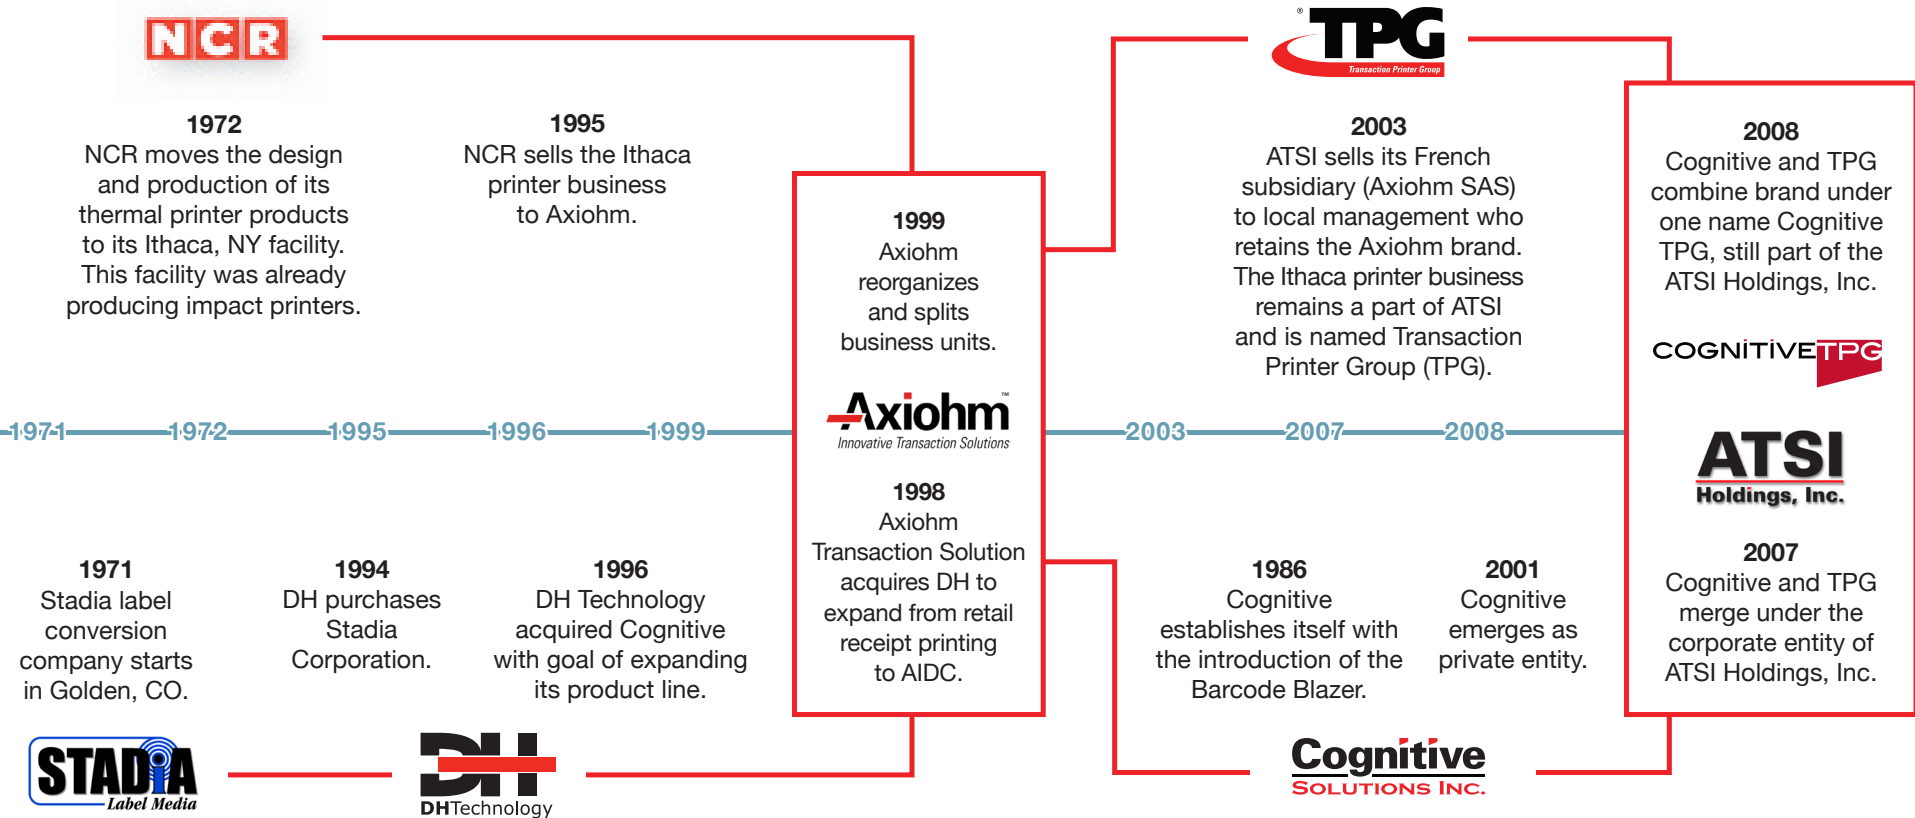 NCR
1972
NCR moves the design
and production of its
thermal printer products
to its Ithaca, NY facility.
This facility was already
producing impact printers.
1995
NCR sells the Ithaca
printer business
to Axiohm.
1999
Axiohm
reorganizes
and splits
business units.
Axiohm™
Innovative Transaction Solutions
1998
Axiohm
Transaction Solution
acquires DH to
expand from retail
receipt printing
to AIDC.
® TPG
Transaction Printer Group
2003
ATSI sells its French
subsidiary (Axiohm SAS)
to local management who
retains the Axiohm brand.
The Ithaca printer business
remains a part of ATSI
and is named Transaction
Printer Group (TPG).
2008
Cognitive and TPG
combine brand under
one name Cognitive
TPG, still part of the
ATSI Holdings, Inc.
COGNITIVETPG
ATSI
Holdings, Inc.
2007
Cognitive and TPG
merge under the
corporate entity of
ATSI Holdings, Inc.
1971 1972 1995 1996 1999 2003 2007 2008
1971
Stadia label
conversion
company starts
in Golden, CO.
STADIA
Label Media
1994
DH purchases
Stadia
Corporation.
DH
DHTechnology
1996
DH Technology
acquired Cognitive
with goal of expanding
its product line.
1986
Cognitive
establishes itself with
the introduction of the
Barcode Blazer.
2001
Cognitive
emerges as
private entity.
Cognitive
SOLUTIONS INC.